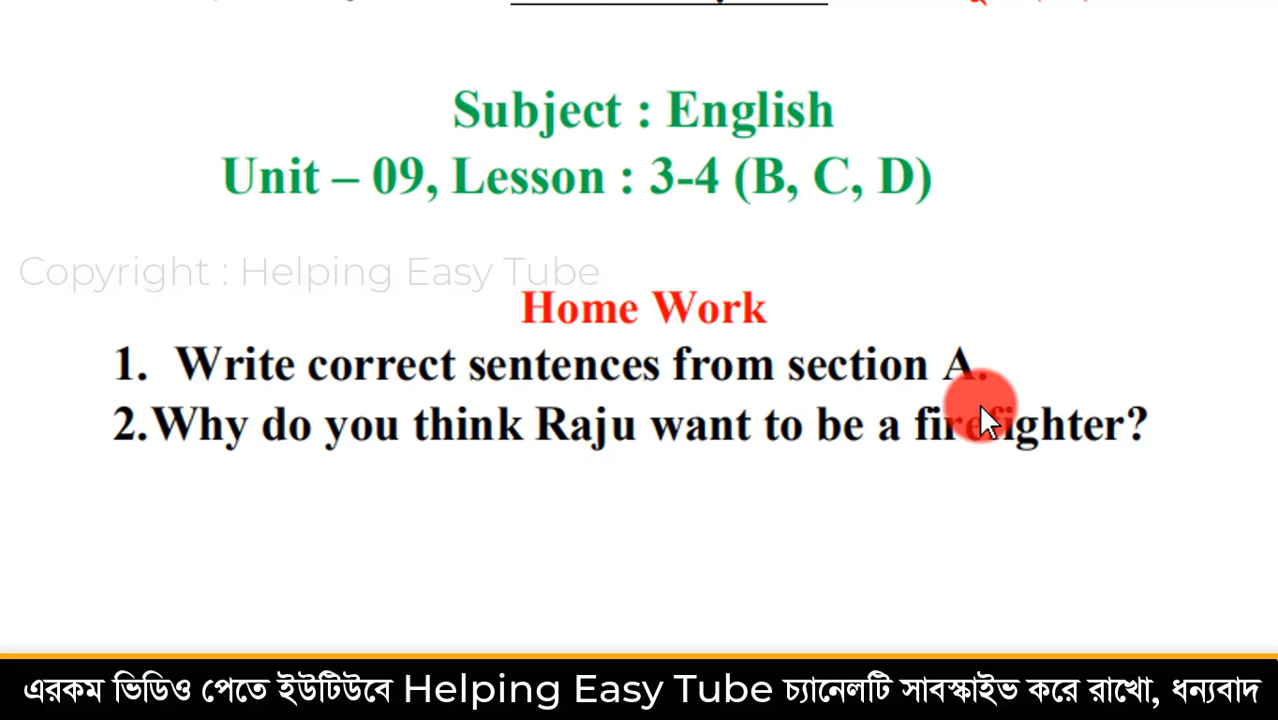 Subject : English
Unit – 09, Lesson : 3-4 (B, C, D)
Copyright : Helping Easy Tube
Home Work
1. Write correct sentences from section A.
2.Why do you think Raju want to be a firefighter?
এরকম ভিডিও পেতে ইউটিউবে Helping Easy Tube চ্যানেলটি সাবস্কাইভ করে রাখো, ধন্যবাদ